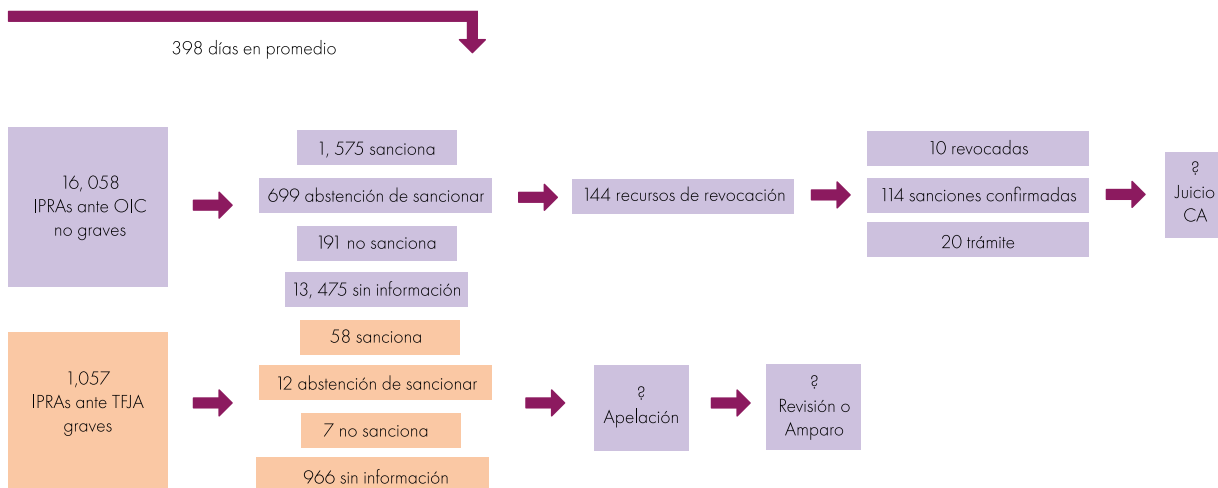 398 días en promedio
16, 058
IPRAs ante OIC
no graves
1, 575 sanciona
699 abstención de sancionar
191 no sanciona
13, 475 sin información
144 recursos de revocación
10 revocadas
114 sanciones confirmadas
20 trámite
?
Juicio
CA
1,057
IPRAs ante TFJA
graves
58 sanciona
12 abstención de sancionar
7 no sanciona
966 sin información
?
Apelación
?
Revisión o
Amparo